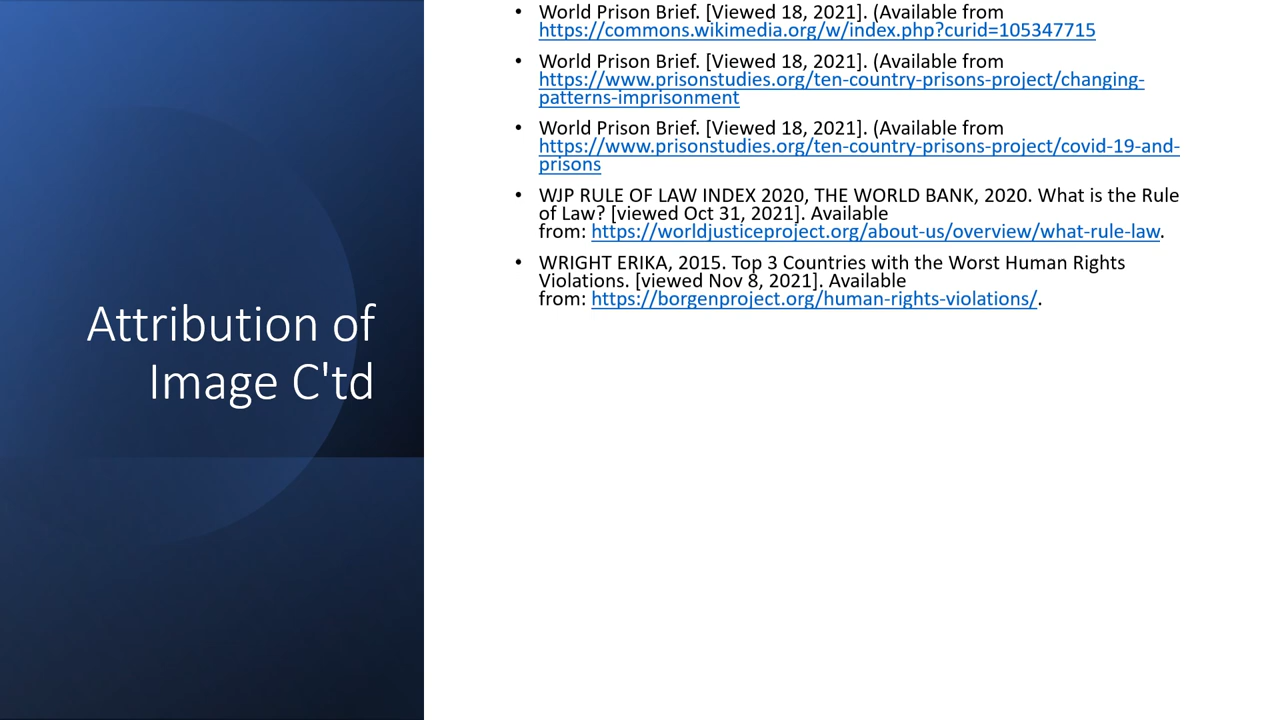 Attribution of
Image C'td
• World Prison Brief. [Viewed 18, 2021]. (Available from
https://commons.wikimedia.org/w/index.php?curid=105347715
• World Prison Brief. [Viewed 18, 2021]. (Available from
https://www.prisonstudies.org/ten-country-prisons-project/changing-
patterns-imprisonment
• World Prison Brief. [Viewed 18, 2021]. (Available from
https://www.prisonstudies.org/ten-country-prisons-project/covid-19-and-
prisons
• WJP RULE OF LAW INDEX 2020, THE WORLD BANK, 2020. What is the Rule
of Law? [viewed Oct 31, 2021]. Available
from: https://worldjusticeproject.org/about-us/overview/what-rule-law.
• WRIGHT ERIKA, 2015. Top 3 Countries with the Worst Human Rights
Violations. [viewed Nov 8, 2021]. Available
from: https://borgenproject.org/human-rights-violations/.